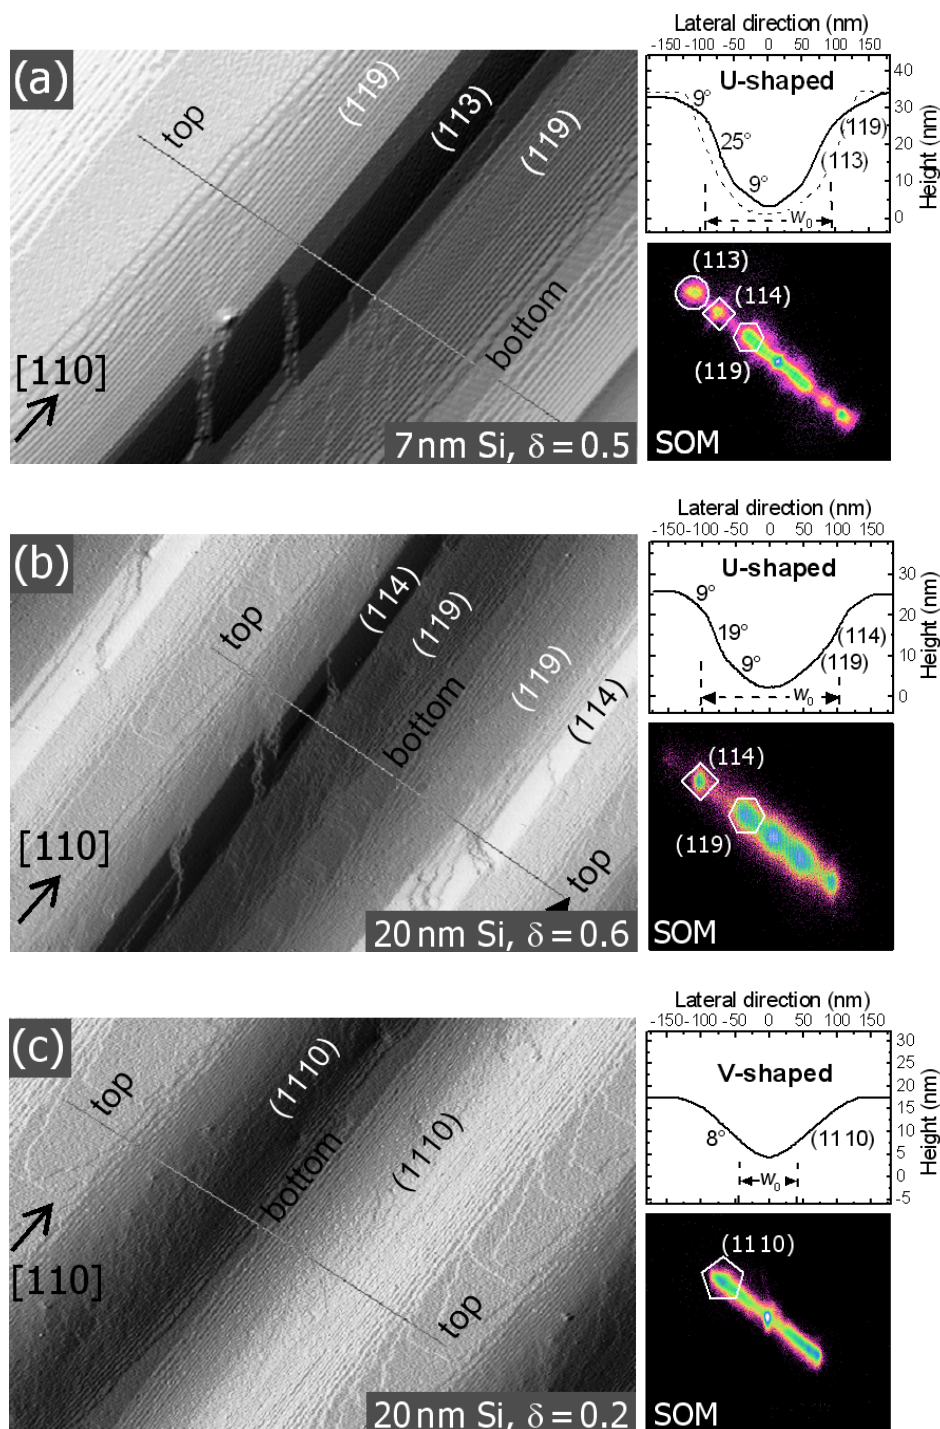 (a)
top
(119)
(113)
(119)
bottom
[110]
7nm Si, δ=0.5
Lateral direction (nm)
-150 -100 -50 0 50 100 150
U-shaped
9°
25°
9°
(119)
(113)
w₀
40
30
20
10
0
Height (nm)
(113)
(114)
(119)
SOM
(b)
top
(114)
(119)
bottom
(119)
(114)
top
[110]
20nm Si, δ=0.6
Lateral direction (nm)
-150 -100 -50 0 50 100 150
U-shaped
9°
19°
9°
(114)
(119)
w₀
30
20
10
0
Height (nm)
(114)
(119)
SOM
(c)
top
(1110)
bottom
(1110)
top
[110]
20nm Si, δ=0.2
Lateral direction (nm)
-150 -100 -50 0 50 100 150
V-shaped
8°
(11 10)
w₀
30
25
20
15
10
5
0
-5
Height (nm)
(11 10)
SOM